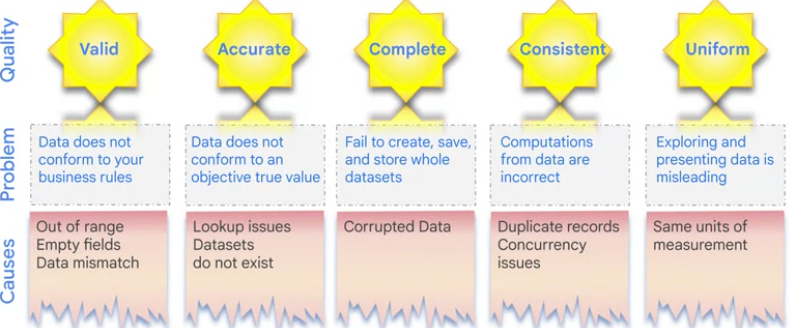 Quality
Valid
Accurate
Complete
Consistent
Uniform
Problem
Data does not
conform to your
business rules
Data does not
conform to an
objective true value
Fail to create, save,
and store whole
datasets
Computations
from data are
incorrect
Exploring and
presenting data is
misleading
Causes
Out of range
Empty fields
Data mismatch
Lookup issues
Datasets
do not exist
Corrupted Data
Duplicate records
Concurrency
issues
Same units of
measurement